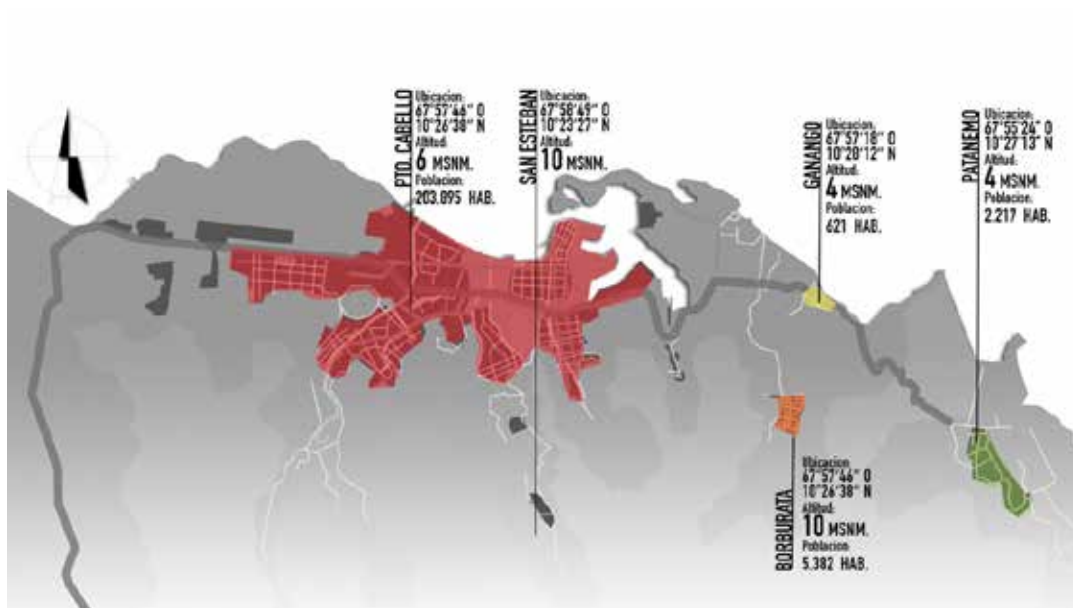 PTO. CABELLO
Ubicacion:
67°57'46" O
10°26'38" N
Altitud:
6 MSNM.
Poblacion:
203.895 HAB.
SAN ESTEBAN
Ubicacion:
67°58'49" O
10°23'27" N
Altitud:
10 MSNM.
GANANGO
Ubicacion:
67°57'18" O
10°28'12" N
Altitud:
4 MSNM.
Poblacion:
621 HAB.
PATANEMO
Ubicacion:
67°55'24" O
10°27'13" N
Altitud:
4 MSNM.
Poblacion:
2.217 HAB.
BORBURATA
Ubicacion
67°57'46" O
10°26'38" N
Altitud:
10 MSNM.
Poblacion
5.382 HAB.